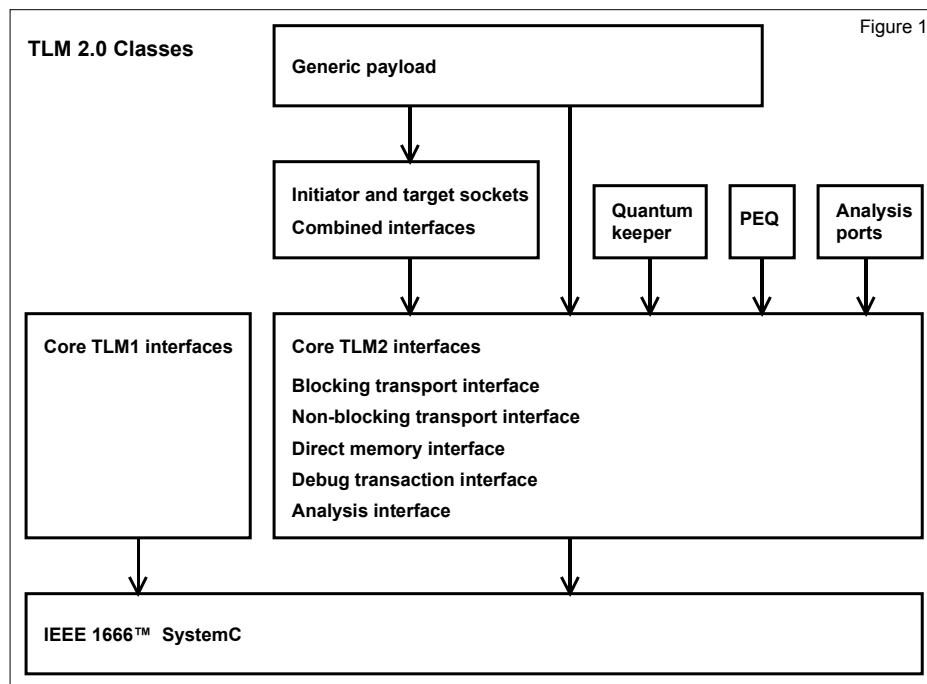 Figure 1
TLM 2.0 Classes
Generic payload
Initiator and target sockets
Combined interfaces
Quantum
keeper
PEQ
Analysis
ports
Core TLM1 interfaces
Core TLM2 interfaces
Blocking transport interface
Non-blocking transport interface
Direct memory interface
Debug transaction interface
Analysis interface
IEEE 1666™ SystemC